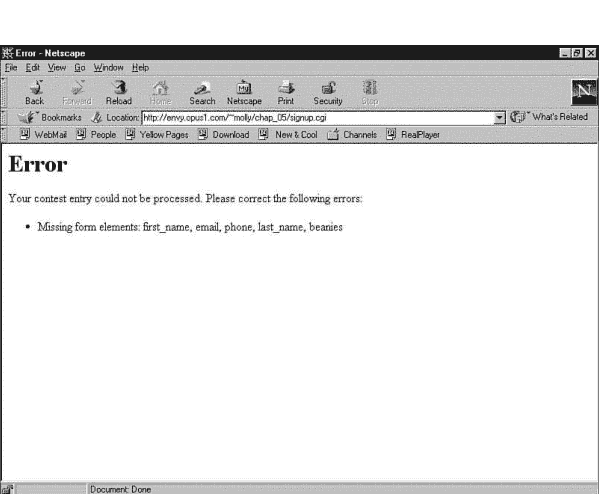 Error - Netscape
File Edit View Go Window Help
Back Forward Reload Home Search Netscape Print Security Stop
Bookmarks Location: http://envy.opus1.com/~molly/chap_05/signup.cgi What's Related
WebMail People Yellow Pages Download New & Cool Channels RealPlayer
Error
Your contest entry could not be processed. Please correct the following errors:
• Missing form elements: first_name, email, phone, last_name, beanies
Document: Done